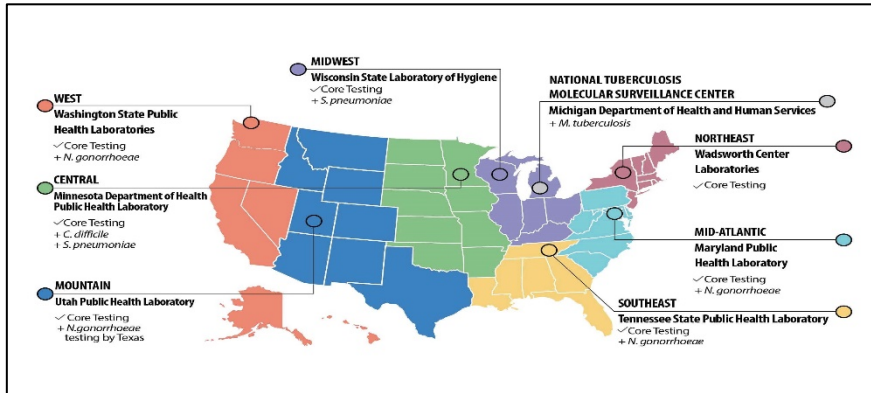 MIDWEST
Wisconsin State Laboratory of Hygiene
✓Core Testing
+ S.pneumoniae
NATIONAL TUBERCULOSIS
MOLECULAR SURVEILLANCE CENTER
Michigan Department of Health and Human Services
+ M. tuberculosis
WEST
Washington State Public
Health Laboratories
✓Core Testing
+ N. gonorrhoeae
NORTHEAST
Wadsworth Center
Laboratories
✓Core Testing
CENTRAL
Minnesota Department of Health
Public Health Laboratory
✓Core Testing
+ C. difficile
+ S. pneumoniae
MID-ATLANTIC
Maryland Public
Health Laboratory
✓Core Testing
+ N. gonorrhoeae
MOUNTAIN
Utah Public Health Laboratory
✓Core Testing
+ N.gonorrhoeae
testing by Texas
SOUTHEAST
Tennessee State Public Health Laboratory
✓Core Testing
+ N. gonorrhoeae